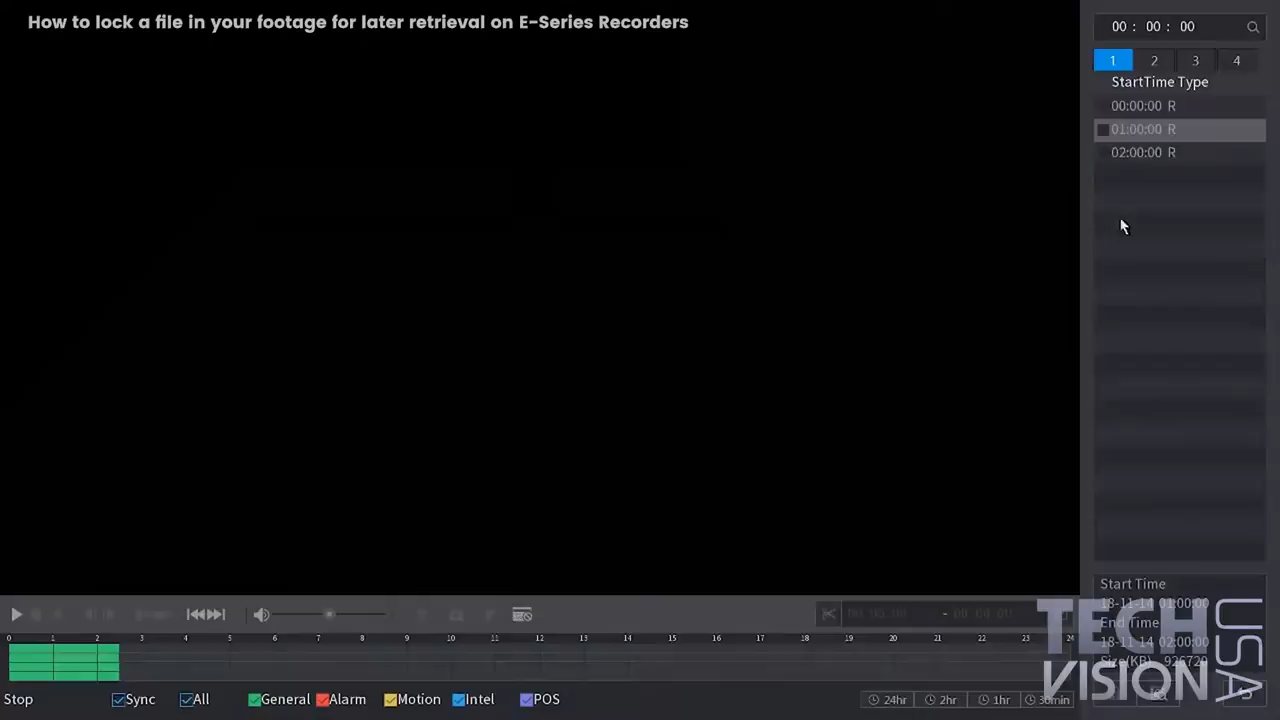 How to lock a file in your footage for later retrieval on E-Series Recorders
00 : 00 : 00
1 2 3 4
StartTime Type
00:00:00 R
01:00:00 R
02:00:00 R
Start Time
18-11-14 01:00:00
End Time
18-11-14 02:00:00
Size(KB) 926720
0 1 2 3 4 5 6 7 8 9 10 11 12 13 14 15 16 17 18 19 20 21 22 23 24
Stop Sync All General Alarm Motion Intel POS 24hr 2hr 1hr 30min
TECH
VISION
USA